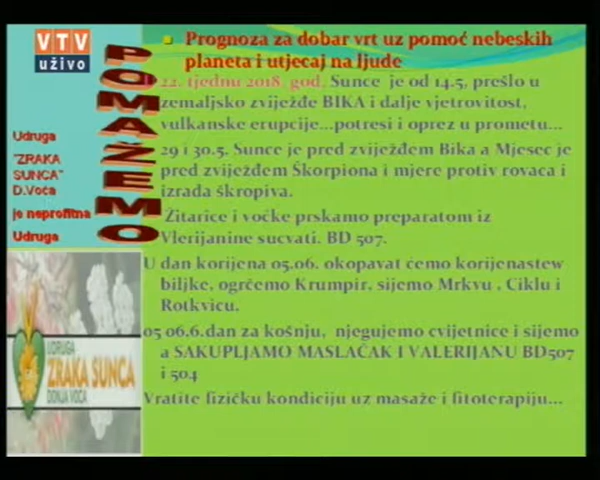 VTV
uživo
POMAŽEMO
Udruga
"ZRAKA
SUNCA"
D.Voća
je neprofitna
Udruga
UDRUGA
ZRAKA SUNCA
DONJA VOĆA
Prognoza za dobar vrt uz pomoć nebeskih
planeta i utjecaj na ljude
22. tjednu 2018. god. Sunce je od 14.5, prešlo u
zemaljsko zviježđe BIKA i dalje vjetrovitost,
vulkanske erupcije...potresi i oprez u prometu...
29 i 30.5. Sunce je pred zviježđem Bika a Mjesec je
pred zviježđem Škorpiona i mjere protiv rovaca i
izrada škropiva.
Žitarice i voćke prskamo preparatom iz
Vlerijanine sucvati. BD 507.
U dan korijena 05.06. okopavat ćemo korijenastew
biljke, ogrčemo Krumpir, sijemo Mrkvu , Ciklu i
Rotkvicu.
05 06.6.dan za košnju, njegujemo cvijetnice i sijemo
a SAKUPLJAMO MASLAČAK I VALERIJANU BD507
i 504
Vratite fizičku kondiciju uz masaže i fitoterapiju...